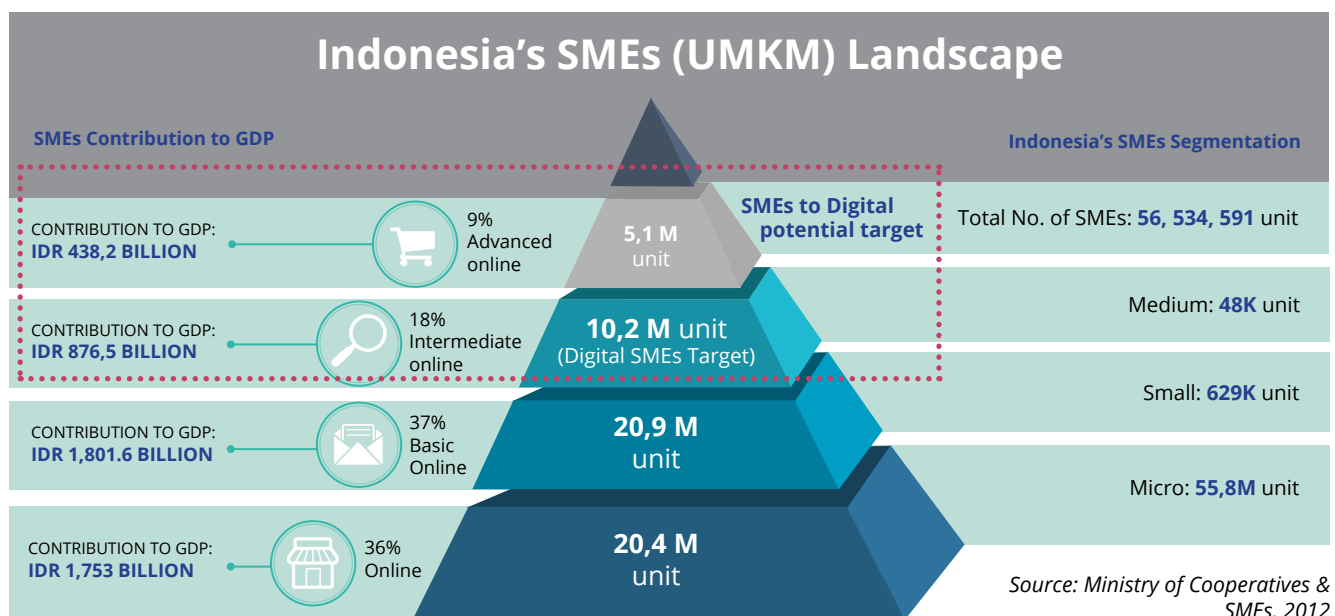 Indonesia's SMEs (UMKM) Landscape
SMEs Contribution to GDP
Indonesia's SMEs Segmentation
CONTRIBUTION TO GDP:
IDR 438,2 BILLION
9%
Advanced
online
5,1 M
unit
SMEs to Digital
potential target
Total No. of SMEs: 56, 534, 591 unit
CONTRIBUTION TO GDP:
IDR 876,5 BILLION
18%
Intermediate
online
10,2 M unit
(Digital SMEs Target)
Medium: 48K unit
Small: 629K unit
CONTRIBUTION TO GDP:
IDR 1,801.6 BILLION
37%
Basic
Online
20,9 M
unit
Micro: 55,8M unit
CONTRIBUTION TO GDP:
IDR 1,753 BILLION
36%
Online
20,4 M
unit
Source: Ministry of Cooperatives &
SMEs, 2012